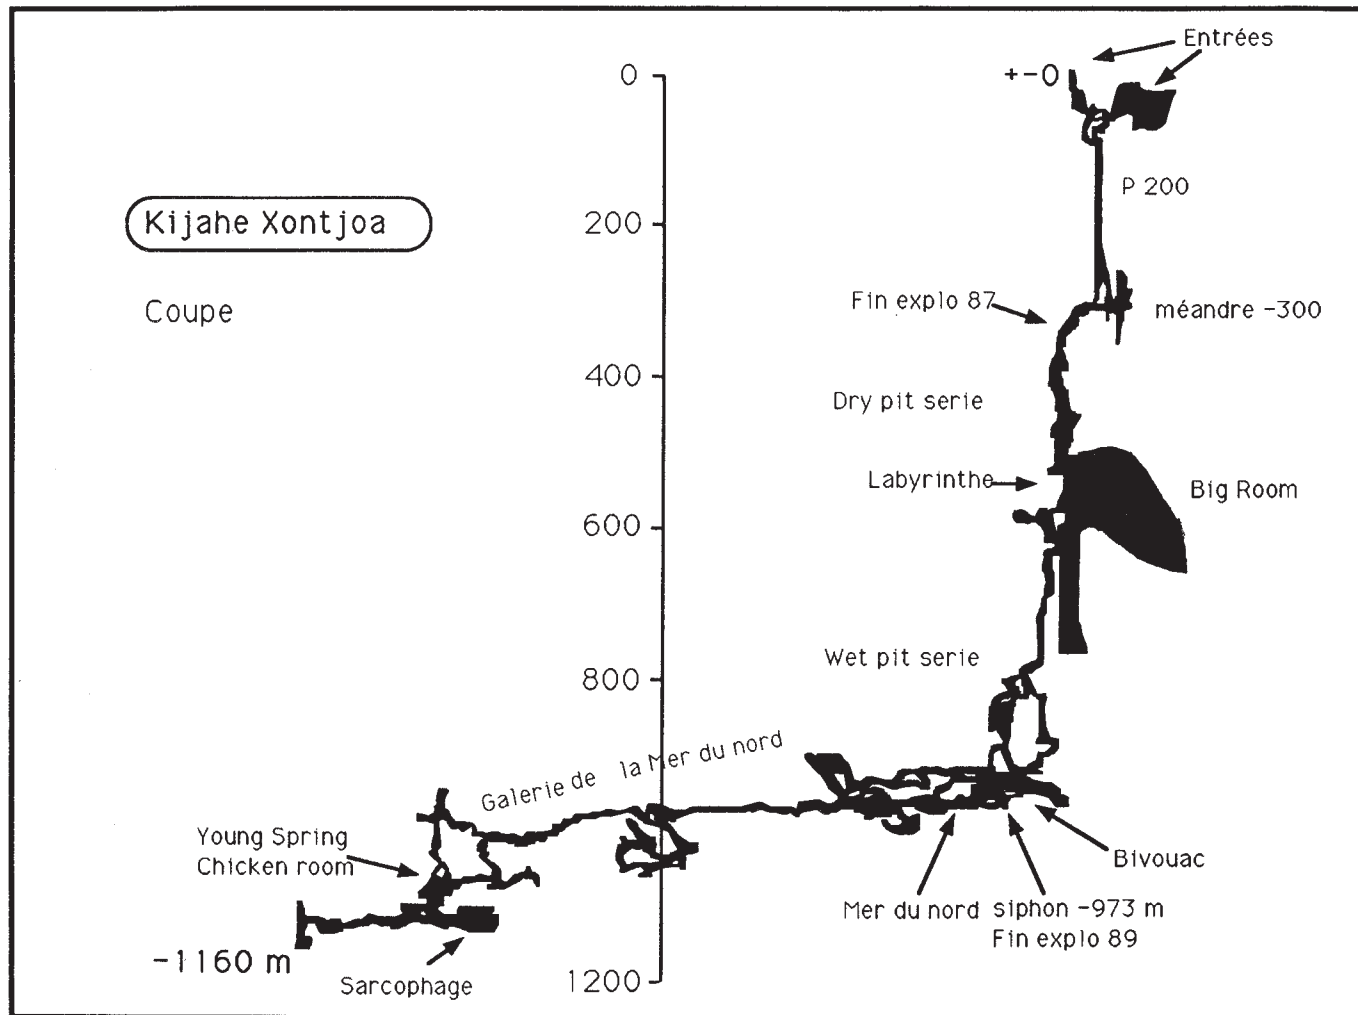 Entrées
0
+-0
P 200
Kijahe Xontjoa
200
Coupe
Fin explo 87
méandre -300
400
Dry pit serie
Labyrinthe
Big Room
600
Wet pit serie
800
Galerie de la Mer du nord
Young Spring
Chicken room
Bivouac
Mer du nord
siphon -973 m
Fin explo 89
-1160 m
Sarcophage
1200